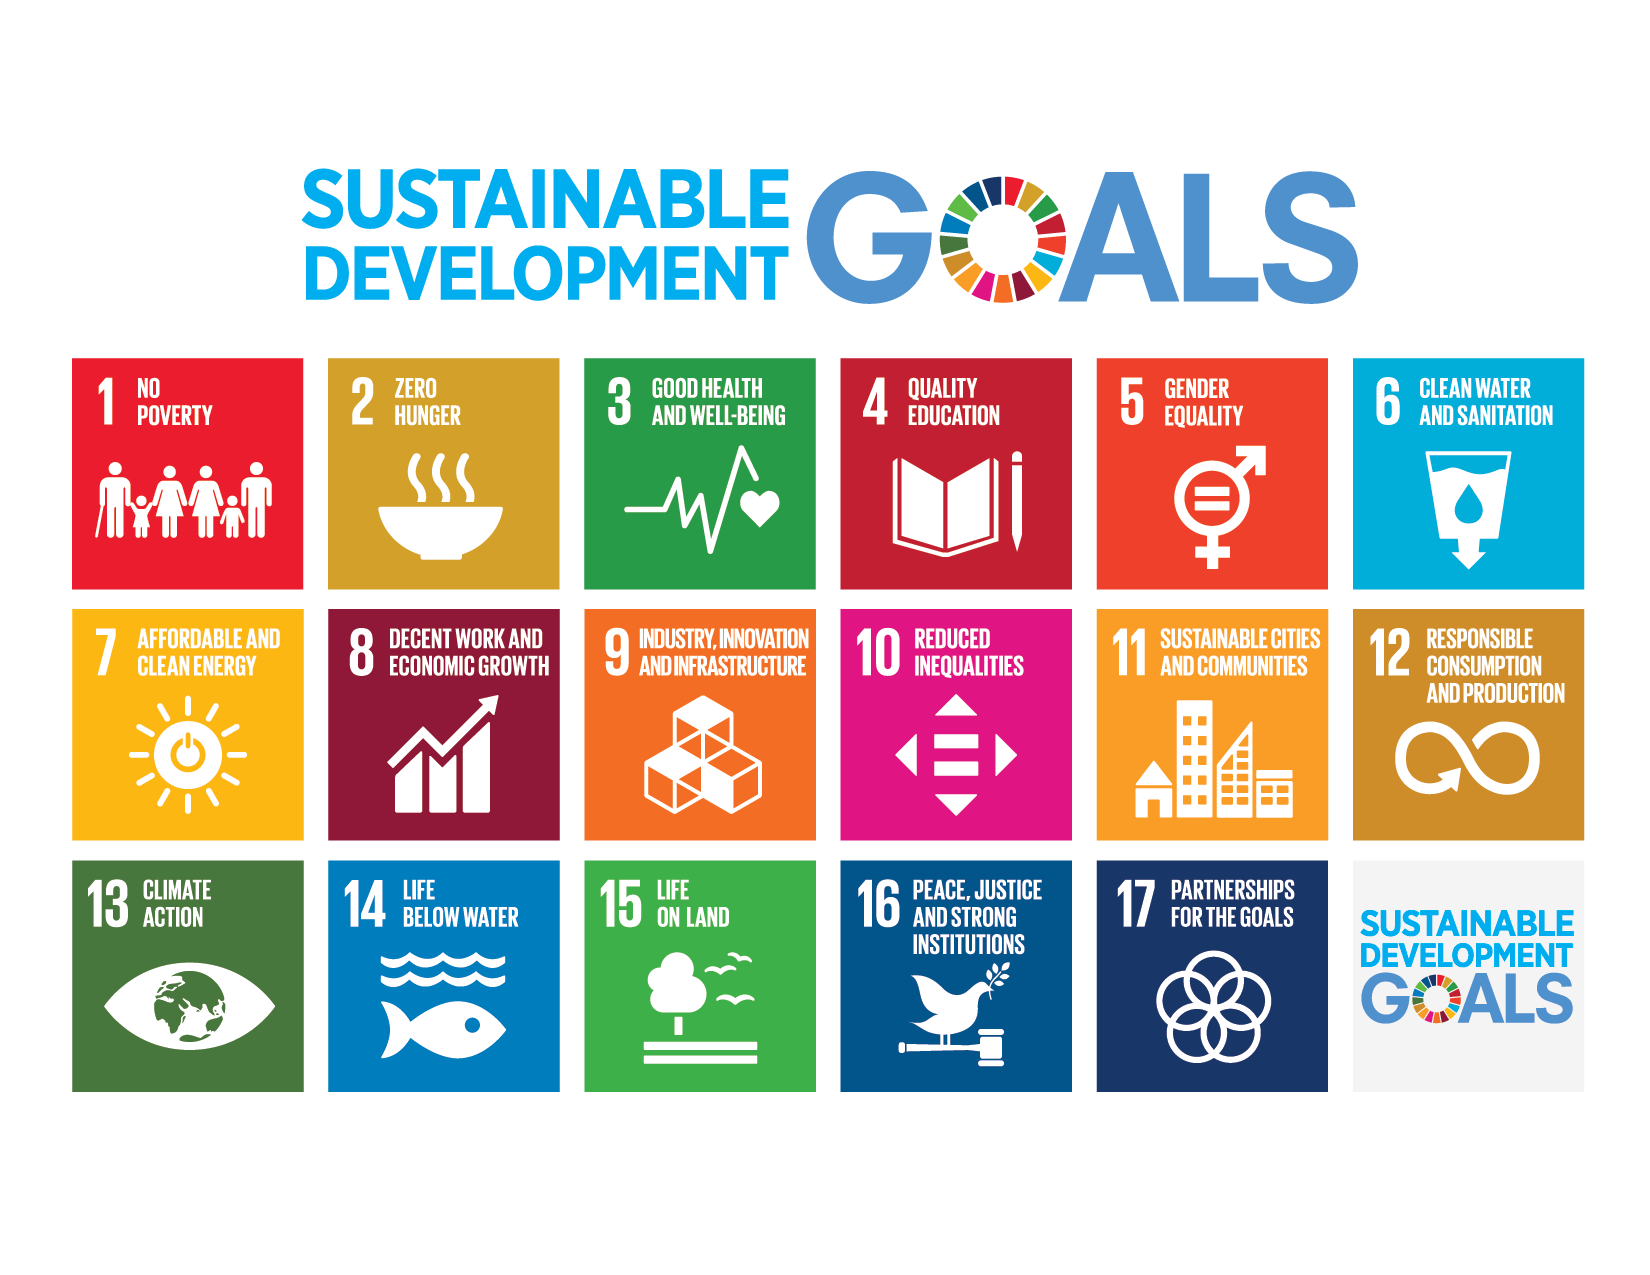 SUSTAINABLE
DEVELOPMENT
GOALS
1 NO
POVERTY
2 ZERO
HUNGER
3 GOOD HEALTH
AND WELL-BEING
4 QUALITY
EDUCATION
5 GENDER
EQUALITY
6 CLEAN WATER
AND SANITATION
7 AFFORDABLE AND
CLEAN ENERGY
8 DECENT WORK AND
ECONOMIC GROWTH
9 INDUSTRY, INNOVATION
AND INFRASTRUCTURE
10 REDUCED
INEQUALITIES
11 SUSTAINABLE CITIES
AND COMMUNITIES
12 RESPONSIBLE
CONSUMPTION
AND PRODUCTION
13 CLIMATE
ACTION
14 LIFE
BELOW WATER
15 LIFE
ON LAND
16 PEACE, JUSTICE
AND STRONG
INSTITUTIONS
17 PARTNERSHIPS
FOR THE GOALS
SUSTAINABLE
DEVELOPMENT
GOALS